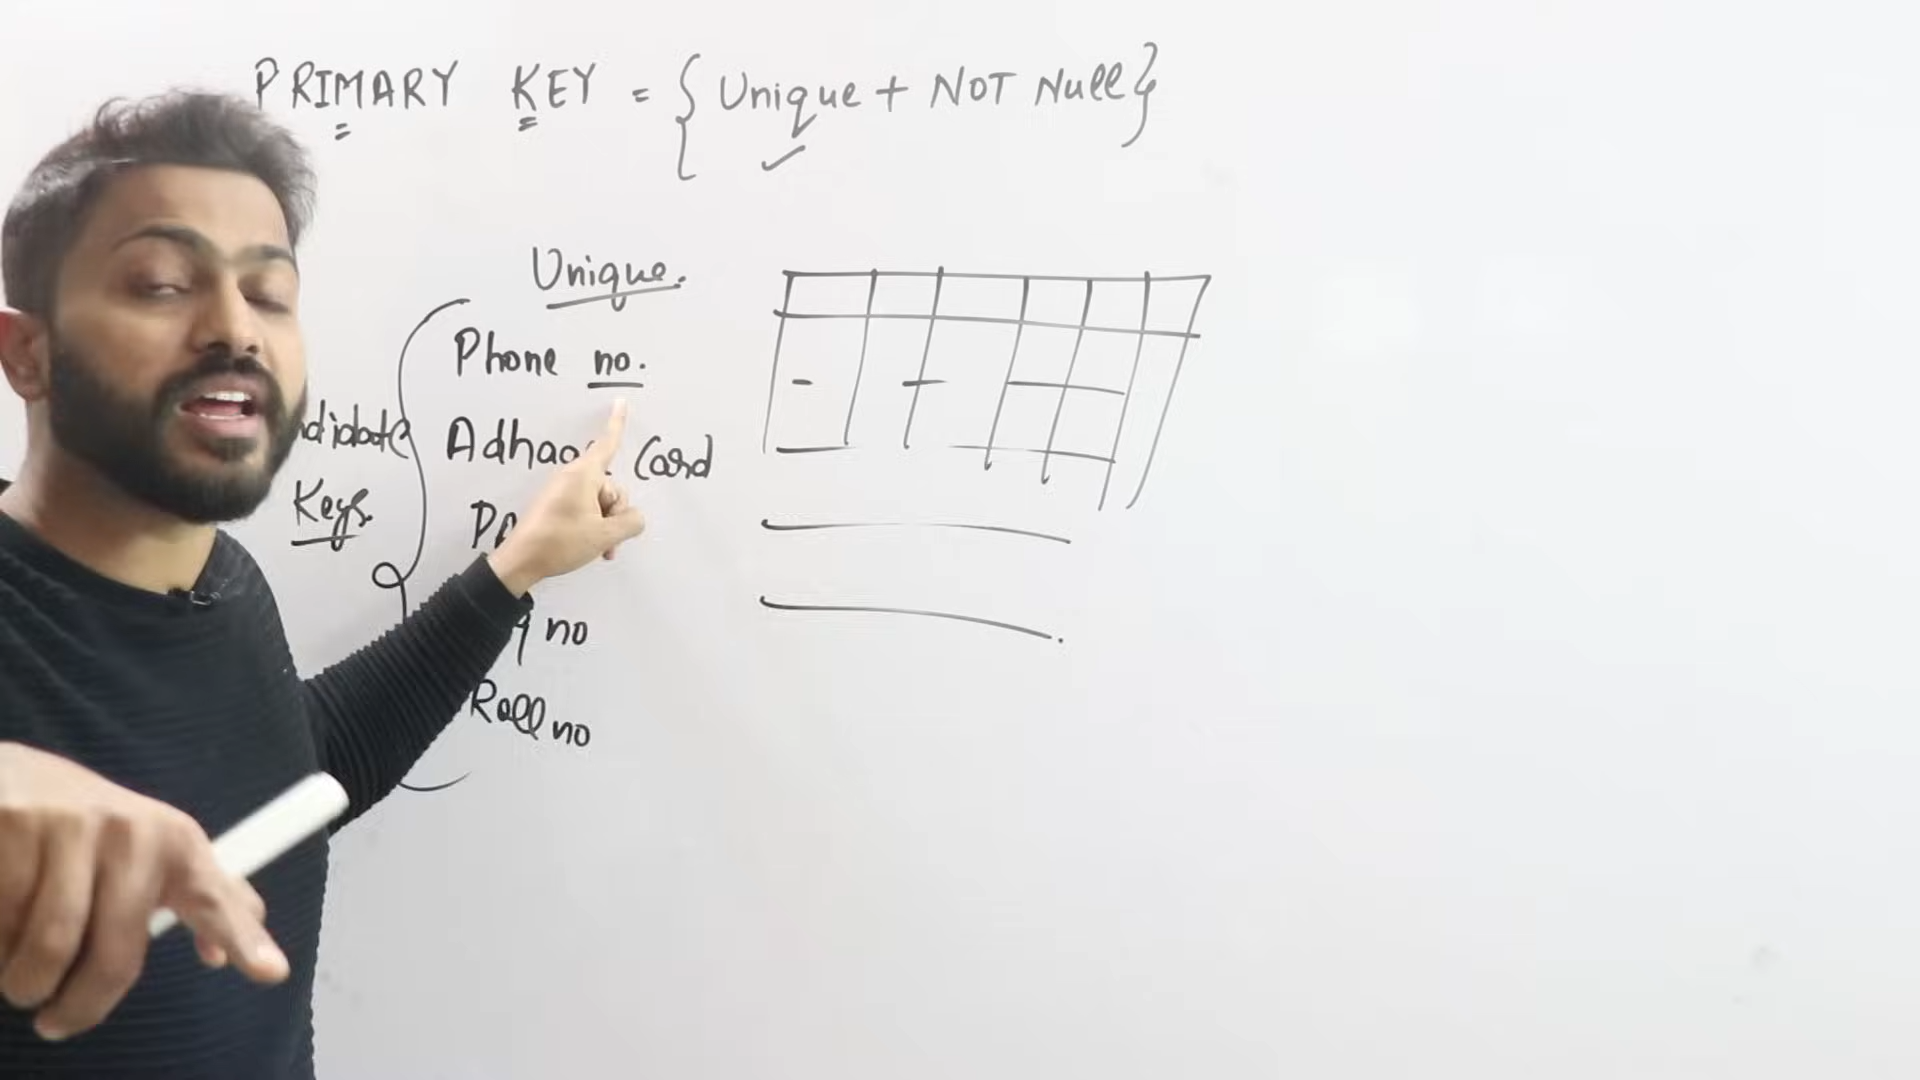 PRIMARY KEY = { Unique + NOT Null }
Unique.
Phone no.
Card
Keys.
no
Roll no